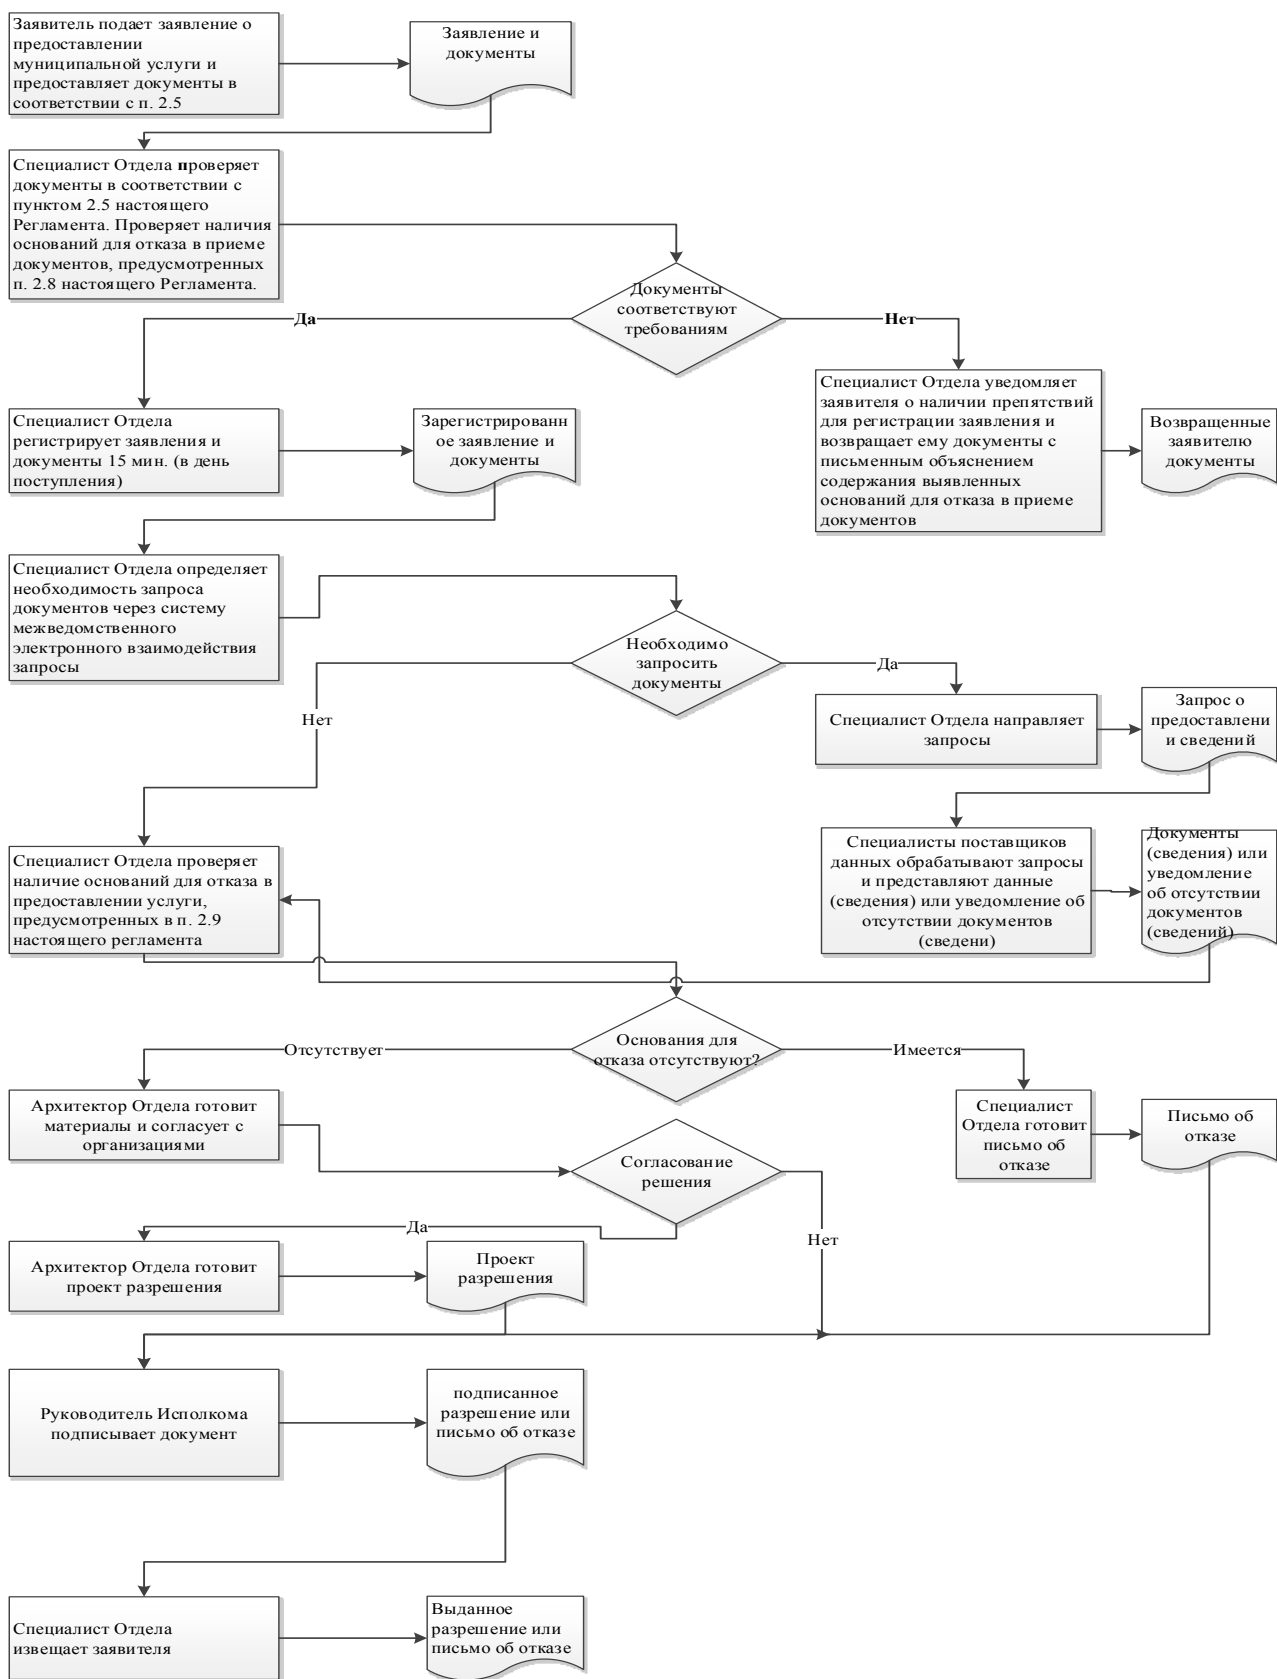 Заявитель подает заявление о
предоставлении
муниципальной услуги и
предоставляет документы в
соответствии с п. 2.5
Заявление и
документы
Специалист Отдела проверяет
документы в соответствии с
пунктом 2.5 настоящего
Регламента. Проверяет наличия
оснований для отказа в приеме
документов, предусмотренных
п. 2.8 настоящего Регламента.
Документы
соответствуют
требованиям
Да
Нет
Специалист Отдела
регистрирует заявления и
документы 15 мин. (в день
поступления)
Зарегистрированн
ое заявление и
документы
Специалист Отдела уведомляет
заявителя о наличии препятствий
для регистрации заявления и
возвращает ему документы с
письменным объяснением
содержания выявленных
оснований для отказа в приеме
документов
Возвращенные
заявителю
документы
Специалист Отдела определяет
необходимость запроса
документов через систему
межведомственного
электронного взаимодействия
запросы
Необходимо
запросить
документы
Да
Нет
Специалист Отдела направляет
запросы
Запрос о
предоставлени
и сведений
Специалист Отдела проверяет
наличие оснований для отказа в
предоставлении услуги,
предусмотренных в п. 2.9
настоящего регламента
Специалисты поставщиков
данных обрабатывают запросы
и представляют данные
(сведения) или уведомление об
отсутствии документов
(сведени)
Документы
(сведения) или
уведомление
об отсутствии
документов
(сведений)
Основания для
отказа отсутствуют?
Отсутствует
Имеется
Архитектор Отдела готовит
материалы и согласует с
организациями
Согласование
решения
Специалист
Отдела готовит
письмо об
отказе
Письмо об
отказе
Да
Нет
Архитектор Отдела готовит
проект разрешения
Проект
разрешения
Руководитель Исполкома
подписывает документ
подписанное
разрешение или
письмо об отказе
Специалист Отдела
извещает заявителя
Выданное
разрешение или
письмо об отказе